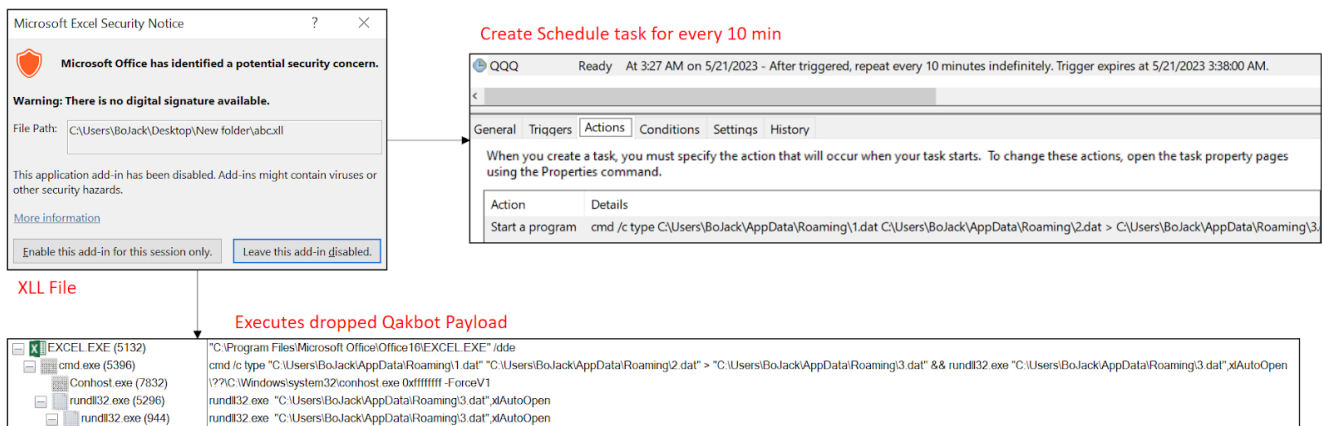 Microsoft Excel Security Notice ? ×
Microsoft Office has identified a potential security concern.
Warning: There is no digital signature available.
File Path: C:\Users\BoJack\Desktop\New folder\abc.xll
This application add-in has been disabled. Add-ins might contain viruses or
other security hazards.
More information
Enable this add-in for this session only. Leave this add-in disabled.
XLL File
Create Schedule task for every 10 min
QQQ Ready At 3:27 AM on 5/21/2023 - After triggered, repeat every 10 minutes indefinitely. Trigger expires at 5/21/2023 3:38:00 AM.
<
General Triggers Actions Conditions Settings History
When you create a task, you must specify the action that will occur when your task starts. To change these actions, open the task property pages
using the Properties command.
Action Details
Start a program cmd /c type C:\Users\BoJack\AppData\Roaming\1.dat C:\Users\BoJack\AppData\Roaming\2.dat > C:\Users\BoJack\AppData\Roaming\3.
Executes dropped Qakbot Payload
EXCEL.EXE (5132) "C:\Program Files\Microsoft Office\Office16\EXCEL.EXE" /dde
cmd.exe (5396) cmd /c type "C:\Users\BoJack\AppData\Roaming\1.dat" "C:\Users\BoJack\AppData\Roaming\2.dat" > "C:\Users\BoJack\AppData\Roaming\3.dat" && rundll32.exe "C:\Users\BoJack\AppData\Roaming\3.dat",xlAutoOpen
Conhost.exe (7832) \??\C:\Windows\system32\conhost.exe 0xffffffff -ForceV1
rundll32.exe (5296) rundll32.exe "C:\Users\BoJack\AppData\Roaming\3.dat",xlAutoOpen
rundll32.exe (944) rundll32.exe "C:\Users\BoJack\AppData\Roaming\3.dat",xlAutoOpen